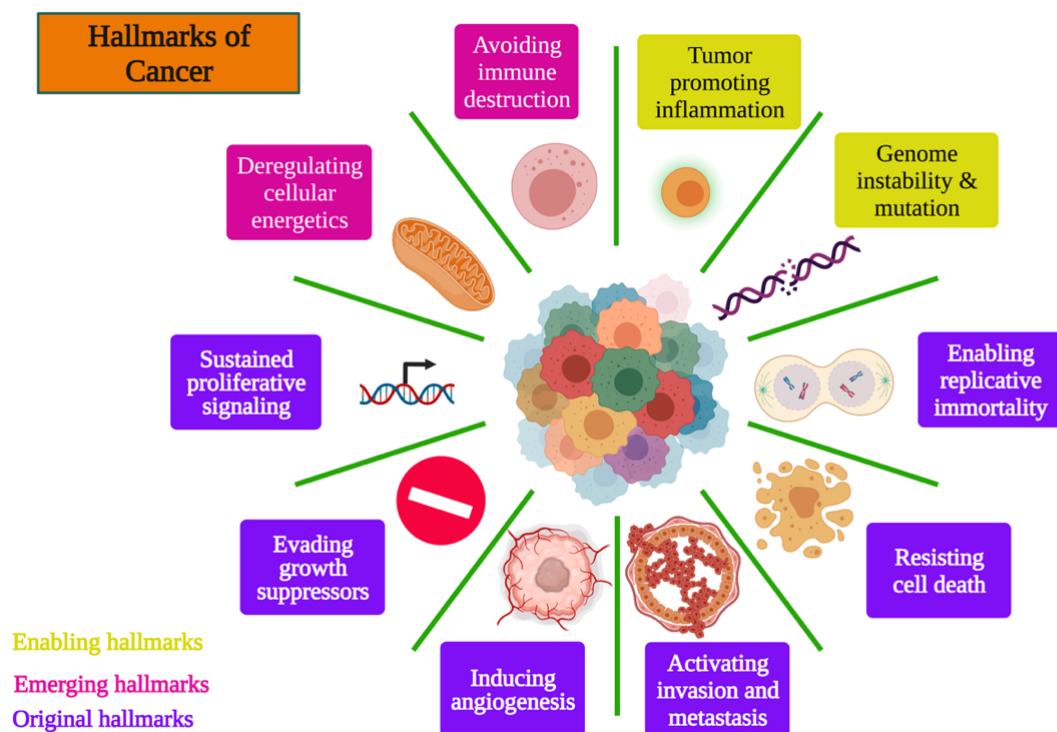 Hallmarks of
Cancer
Avoiding
immune
destruction
Tumor
promoting
inflammation
Deregulating
cellular
energetics
Genome
instability &
mutation
Sustained
proliferative
signaling
Enabling
replicative
immortality
Evading
growth
suppressors
Resisting
cell death
Inducing
angiogenesis
Activating
invasion and
metastasis
Enabling hallmarks
Emerging hallmarks
Original hallmarks